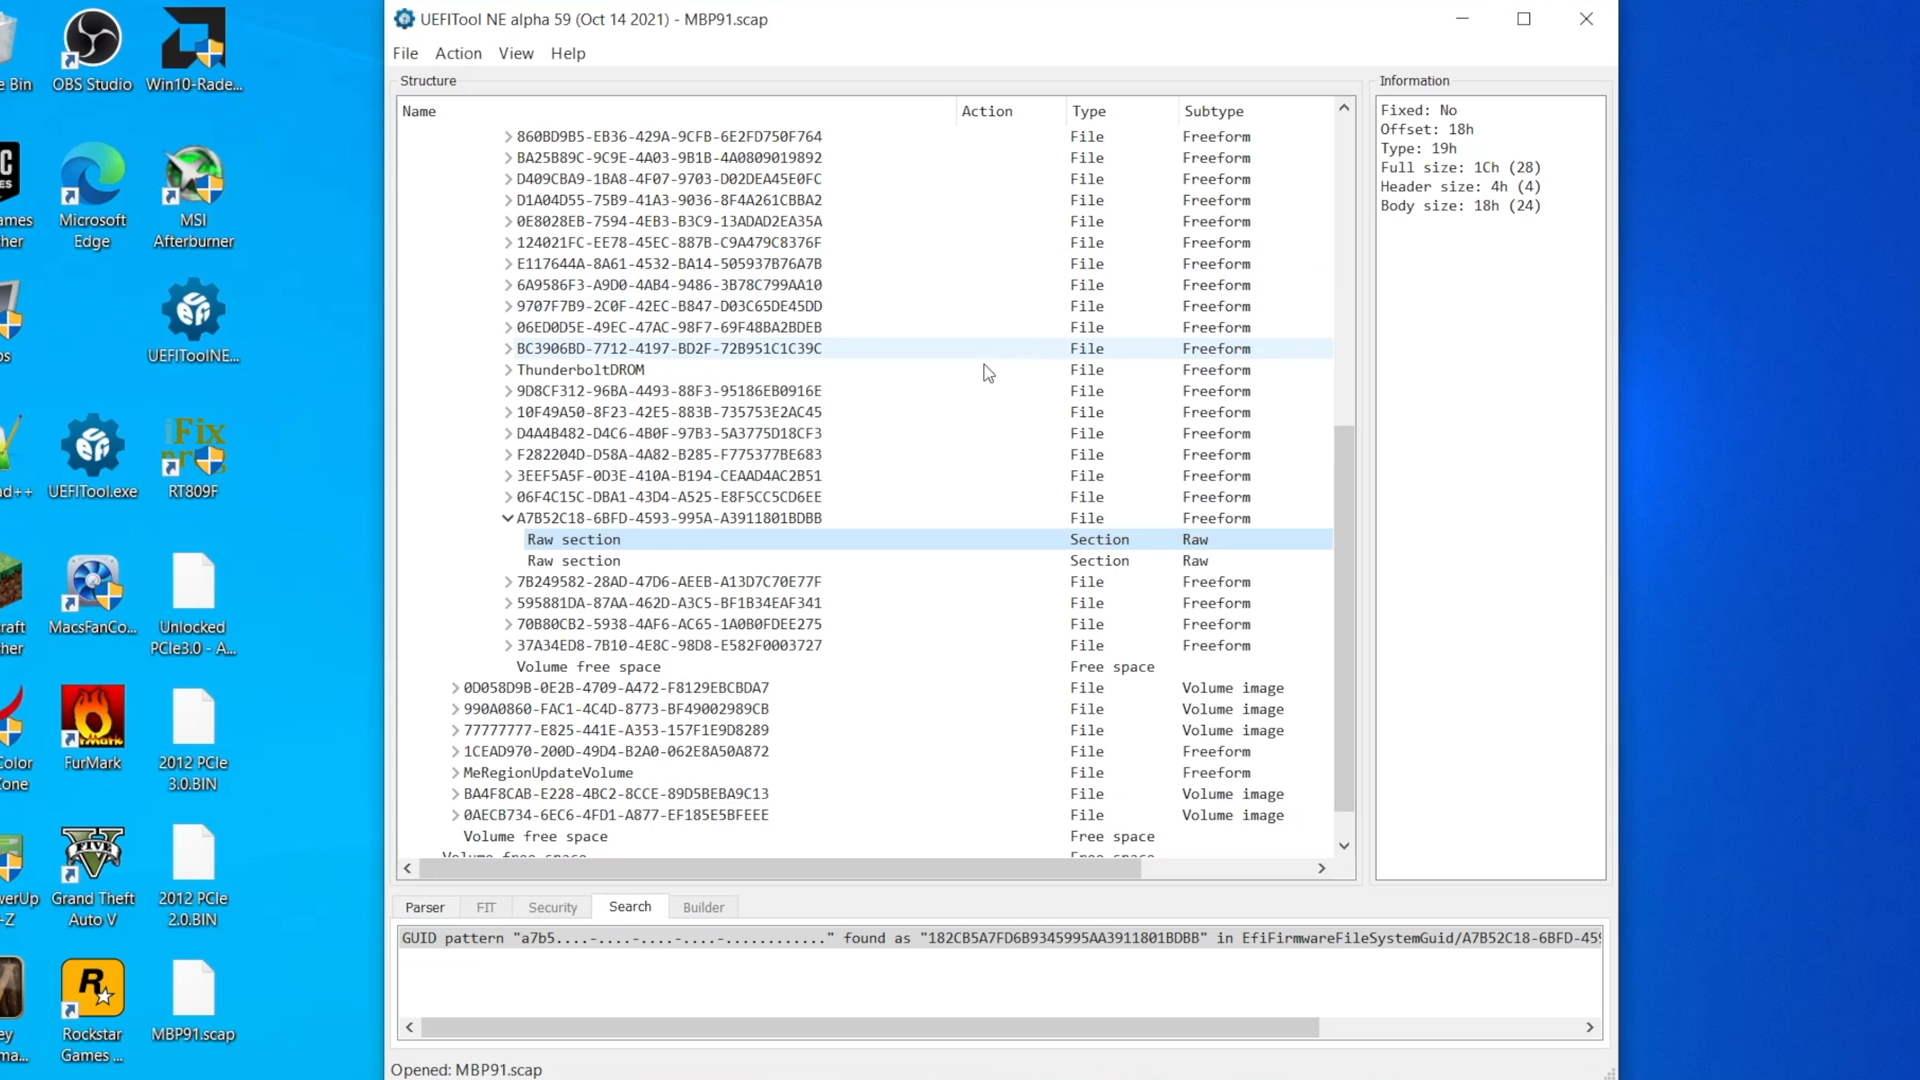 UEFITool NE alpha 59 (Oct 14 2021) - MBP91.scap
File Action View Help
Structure
Name Action Type Subtype
860BD9B5-EB36-429A-9CFB-6E2FD750F764 File Freeform
BA25B89C-9C9E-4A03-9B1B-4A0809019892 File Freeform
D409CBA9-1BA8-4F07-9703-D02DEA45E0FC File Freeform
D1A04D55-75B9-41A3-9036-8F4A261CBBA2 File Freeform
0E8028EB-7594-4EB3-B3C9-13ADAD2EA35A File Freeform
124021FC-EE78-45EC-887B-C9A479C8376F File Freeform
E117644A-8A61-4532-BA14-505937B76A7B File Freeform
6A9586F3-A9D0-4AB4-9486-3B78C799AA10 File Freeform
9707F7B9-2C0F-42EC-B847-D03C65DE45DD File Freeform
06ED0D5E-49EC-47AC-98F7-69F48BA2BDEB File Freeform
BC3906BD-7712-4197-BD2F-72B951C1C39C File Freeform
ThunderboltDROM File Freeform
9D8CF312-96BA-4493-88F3-95186EB0916E File Freeform
10F49A50-8F23-42E5-883B-735753E2AC45 File Freeform
D4A4B482-D4C6-4B0F-97B3-5A3775D18CF3 File Freeform
F282204D-D58A-4A82-B285-F775377BE683 File Freeform
3EEF5A5F-0D3E-410A-B194-CEAAD4AC2B51 File Freeform
06F4C15C-DBA1-43D4-A525-E8F5CC5CD6EE File Freeform
A7B52C18-6BFD-4593-995A-A3911801BDBB File Freeform
Raw section Section Raw
Raw section Section Raw
7B249582-28AD-47D6-AEEB-A13D7C70E77F File Freeform
595881DA-87AA-462D-A3C5-BF1B34EAF341 File Freeform
70B80CB2-5938-4AF6-AC65-1A0B0FDEE275 File Freeform
37A34ED8-7B10-4E8C-98D8-E582F0003727 File Freeform
Volume free space Free space
0D058D9B-0E2B-4709-A472-F8129EBCBDA7 File Volume image
990A0860-FAC1-4C4D-8773-BF49002989CB File Volume image
77777777-E825-441E-A353-157F1E9D8289 File Volume image
1CEAD970-200D-49D4-B2A0-062E8A50A872 File Freeform
MeRegionUpdateVolume File Freeform
BA4F8CAB-E228-4BC2-8CCE-89D5BEBA9C13 File Volume image
0AECB734-6EC6-4FD1-A877-EF185E5BFEEE File Volume image
Volume free space Free space
Volume free space Free space
Information
Fixed: No
Offset: 18h
Type: 19h
Full size: 1Ch (28)
Header size: 4h (4)
Body size: 18h (24)
Parser FIT Security Search Builder
GUID pattern "a7b5....-....-....-....-............" found as "182CB5A7FD6B9345995AA3911801BDBB" in EfiFirmwareFileSystemGuid/A7B52C18-6BFD-459
Opened: MBP91.scap
e Bin
OBS Studio
Win10-Rade...
Microsoft
Edge
MSI
Afterburner
UEFIToolNE...
UEFITool.exe
iFix
RT809F
MacsFanCo...
Unlocked
PCIe3.0 - A...
FurMark
2012 PCIe
3.0.BIN
FIVE
Grand Theft
Auto V
2012 PCIe
2.0.BIN
Rockstar
Games ...
MBP91.scap